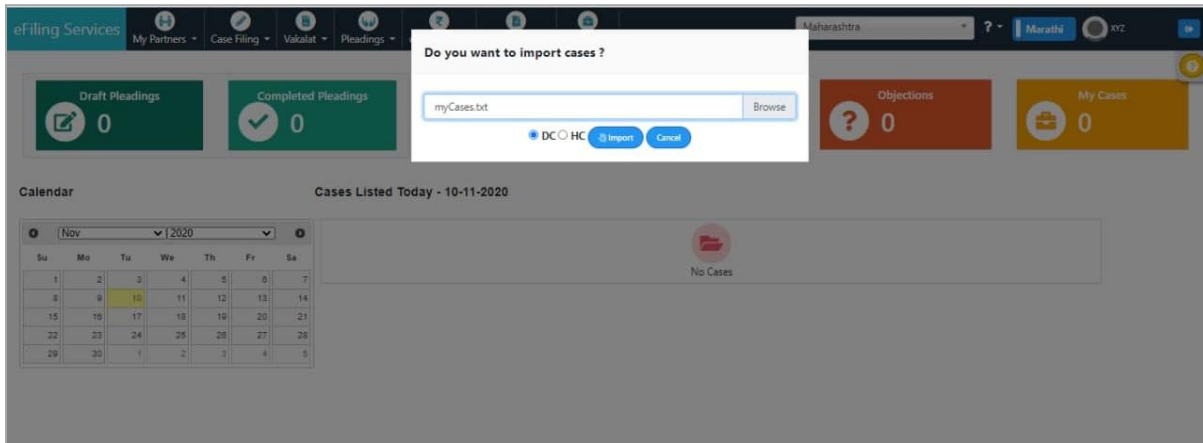 eFiling Services
My Partners
Case Filing
Vakalat
Pleadings
Maharashtra
?
Marathi
XYZ
Do you want to import cases ?
myCases.txt
Browse
DC HC Import Cancel
Draft Pleadings
0
Completed Pleadings
0
Objections
0
My Cases
0
Calendar
Cases Listed Today - 10-11-2020
Nov 2020
Su Mo Tu We Th Fr Sa
1 2 3 4 5 6 7
8 9 10 11 12 13 14
15 16 17 18 19 20 21
22 23 24 25 26 27 28
29 30 1 2 3 4 5
No Cases